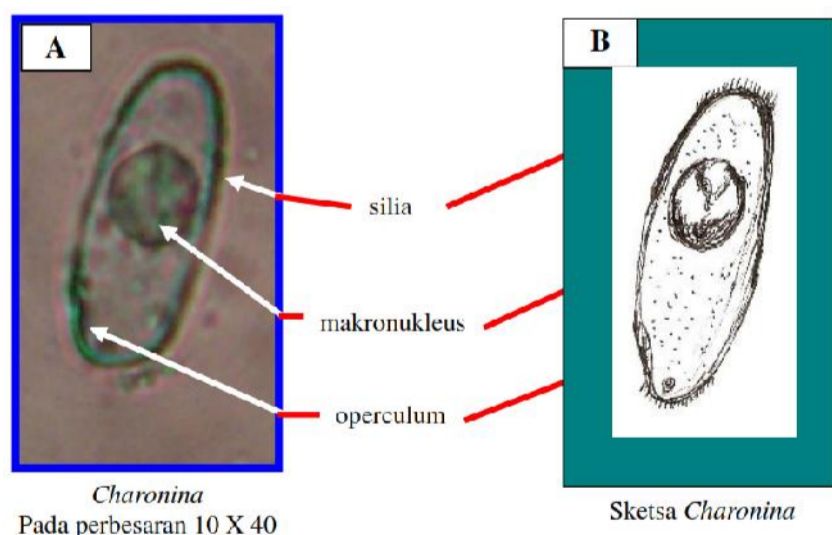 A
B
silia
makronukleus
operculum
Charonina
Pada perbesaran 10 X 40
Sketsa Charonina